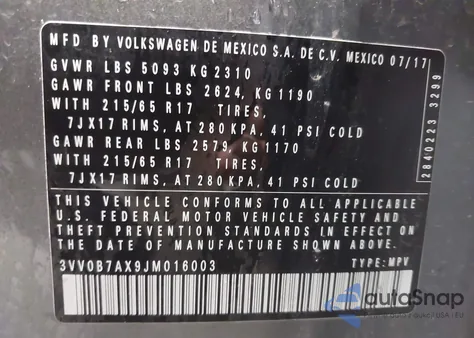 MFD BY VOLKSWAGEN DE MEXICO S.A. DE C.V. MEXICO 07/17
GVWR LBS 5093 KG 2310
GAWR FRONT LBS 2624, KG 1190
WITH 215/65 R17 TIRES,
7JX17 RIMS, AT 280 KPA, 41 PSI COLD
GAWR REAR LBS 2579, KG 1170
WITH 215/65 R17 TIRES,
7JX17 RIMS, AT 280 KPA, 41 PSI COLD
THIS VEHICLE CONFORMS TO ALL APPLICABLE
U.S. FEDERAL MOTOR VEHICLE SAFETY AND
THEFT PREVENTION STANDARDS IN EFFECT ON
THE DATE OF MANUFACTURE SHOWN ABOVE
3VV0B7AX9JM016003 TYPE: MPV
2840223 3299
autoSnap